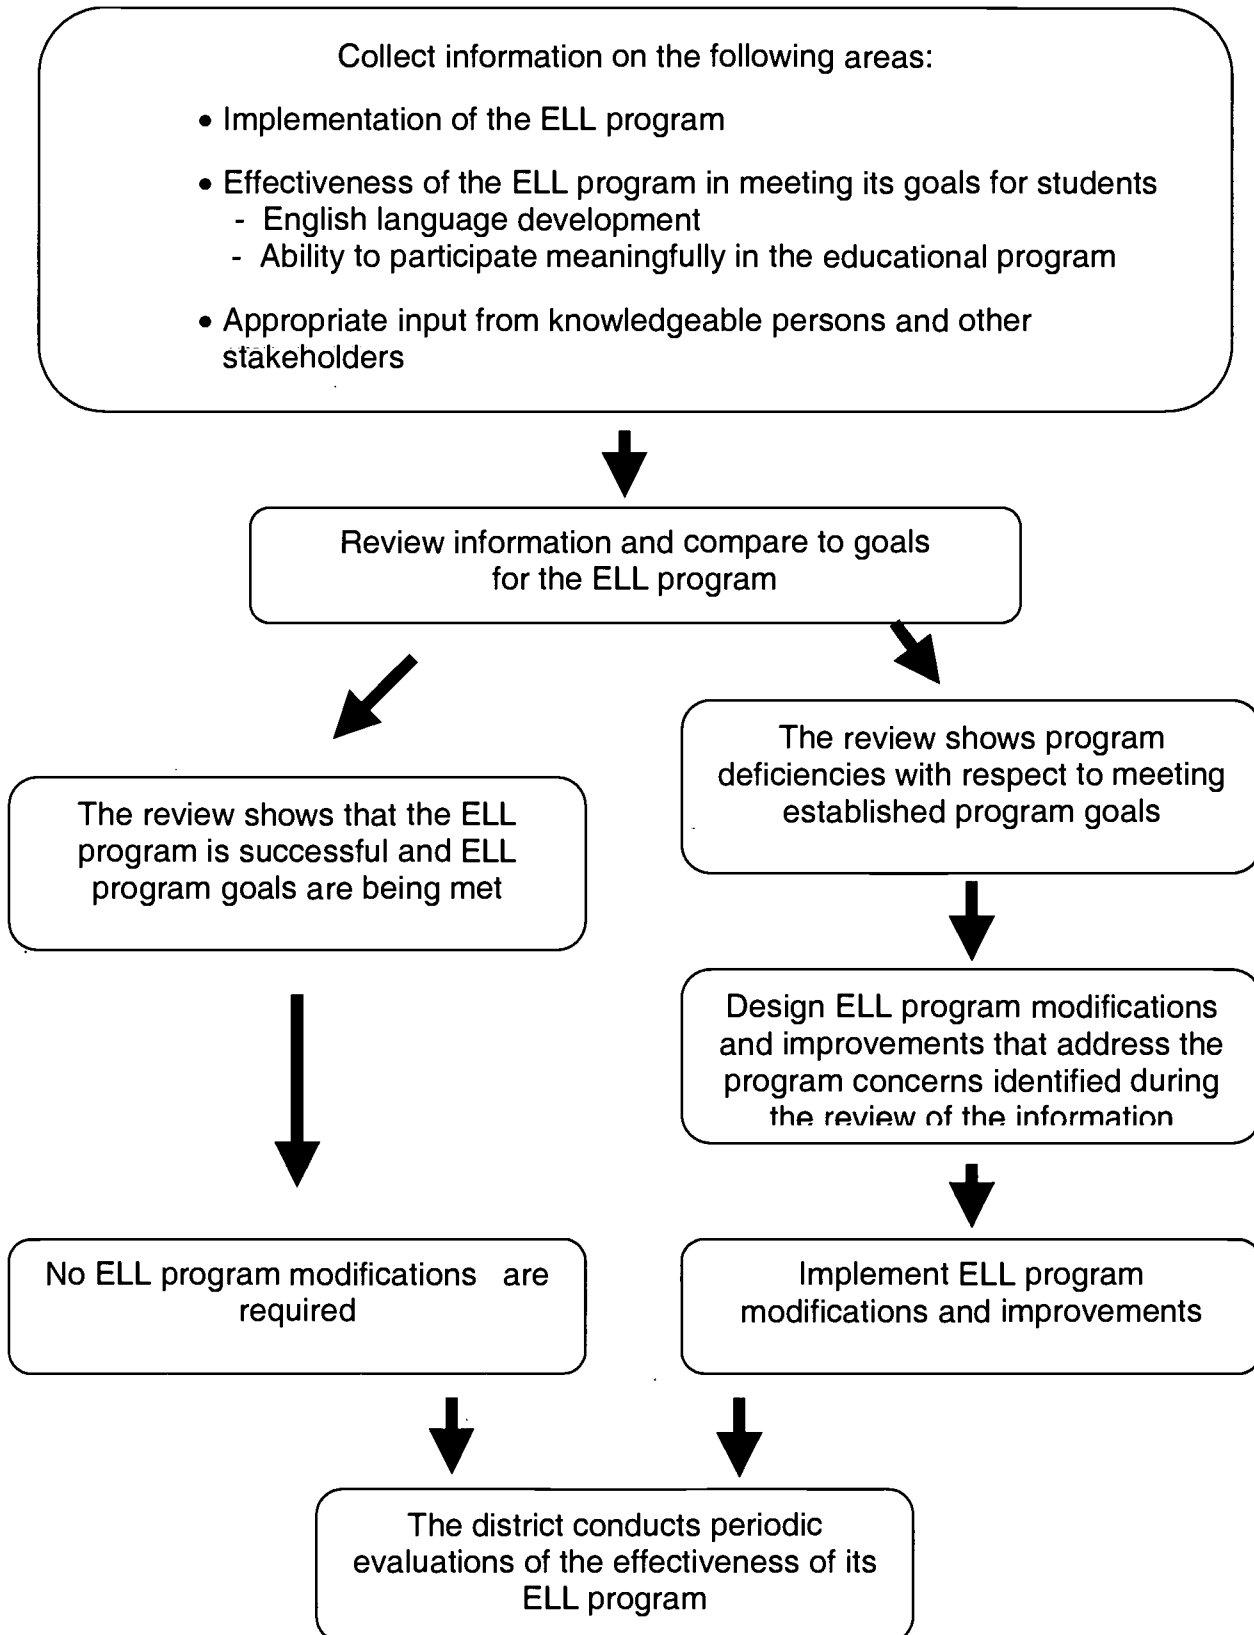 Collect information on the following areas:
• Implementation of the ELL program
• Effectiveness of the ELL program in meeting its goals for students
- English language development
- Ability to participate meaningfully in the educational program
• Appropriate input from knowledgeable persons and other
stakeholders
Review information and compare to goals
for the ELL program
The review shows that the ELL
program is successful and ELL
program goals are being met
The review shows program
deficiencies with respect to meeting
established program goals
Design ELL program modifications
and improvements that address the
program concerns identified during
the review of the information
No ELL program modifications are
required
Implement ELL program
modifications and improvements
The district conducts periodic
evaluations of the effectiveness of its
ELL program